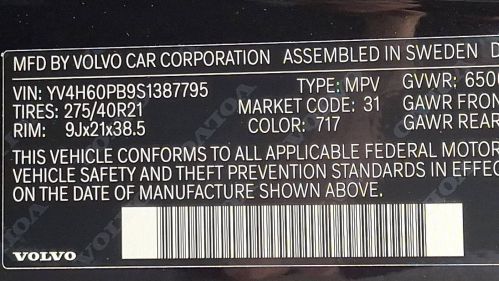 MFD BY VOLVO CAR CORPORATION ASSEMBLED IN SWEDEN D
VIN: YV4H60PB9S1387795 TYPE: MPV GVWR: 650
TIRES: 275/40R21 MARKET CODE: 31 GAWR FRON
RIM: 9Jx21x38.5 COLOR: 717 GAWR REAR
THIS VEHICLE CONFORMS TO ALL APPLICABLE FEDERAL MOTOR
VEHICLE SAFETY AND THEFT PREVENTION STANDARDS IN EFFEC
ON THE DATE OF MANUFACTURE SHOWN ABOVE.
VOLVO